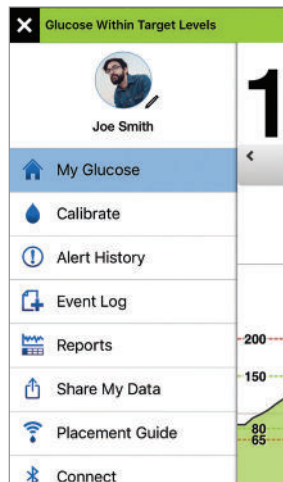 Glucose Within Target Levels
1
Joe Smith
My Glucose
Calibrate
Alert History
Event Log
Reports
Share My Data
Placement Guide
Connect
200
150
80
65